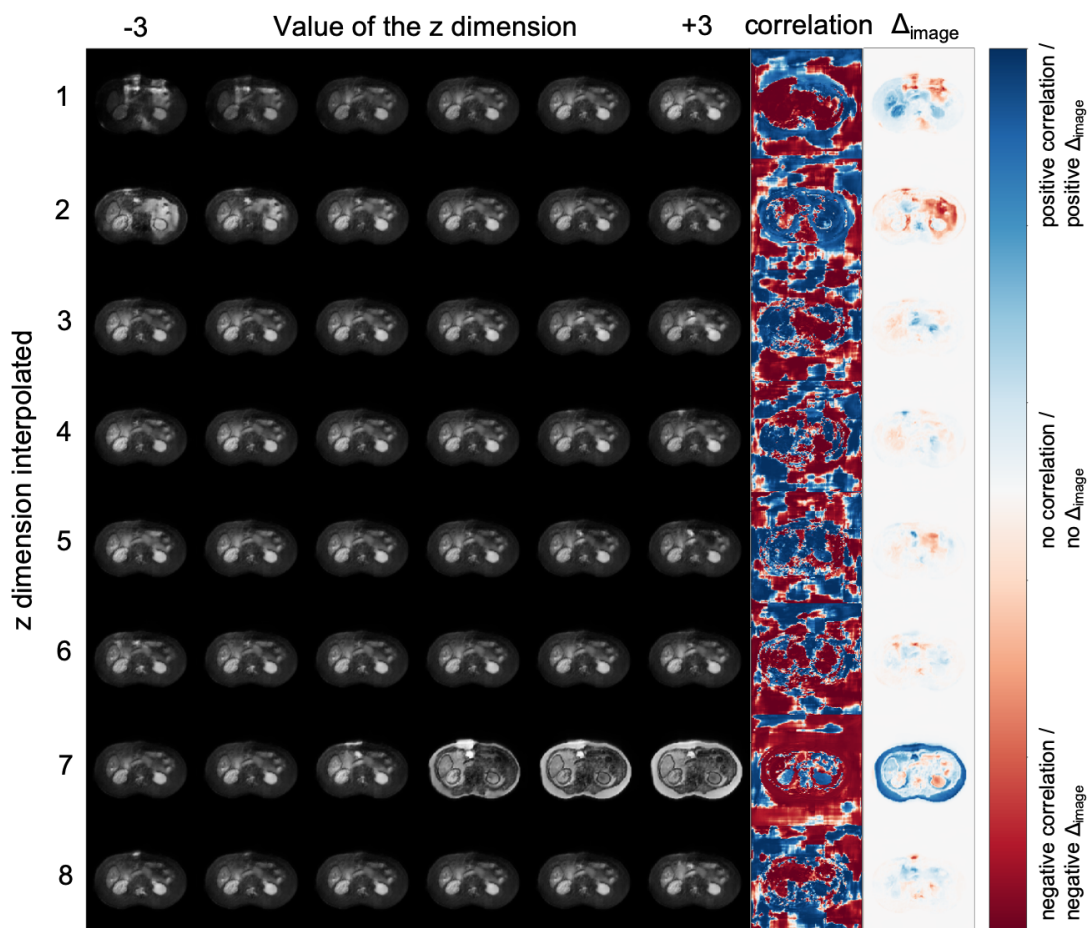 -3 Value of the z dimension +3 correlation Δimage
z dimension interpolated
1
2
3
4
5
6
7
8
positive correlation /
positive Δimage
no correlation /
no Δimage
negative correlation /
negative Δimage